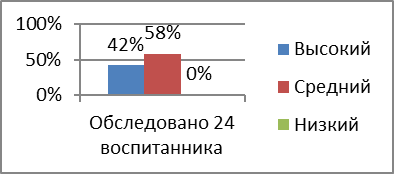 100%
50%
0%
42%
58%
0%
Обследовано 24
воспитанника
Высокий
Средний
Низкий